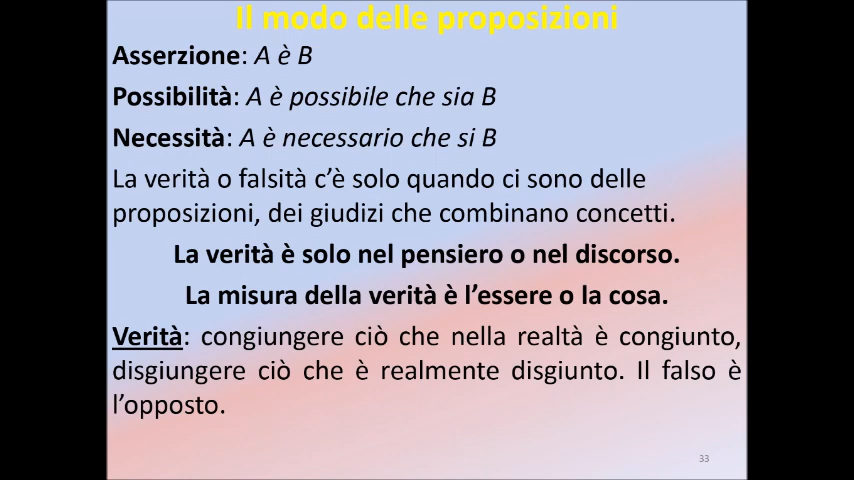 Il modo delle proposizioni
Asserzione: A è B
Possibilità: A è possibile che sia B
Necessità: A è necessario che si B
La verità o falsità c’è solo quando ci sono delle
proposizioni, dei giudizi che combinano concetti.
La verità è solo nel pensiero o nel discorso.
La misura della verità è l’essere o la cosa.
Verità: congiungere ciò che nella realtà è congiunto,
disgiungere ciò che è realmente disgiunto. Il falso è
l’opposto.
33